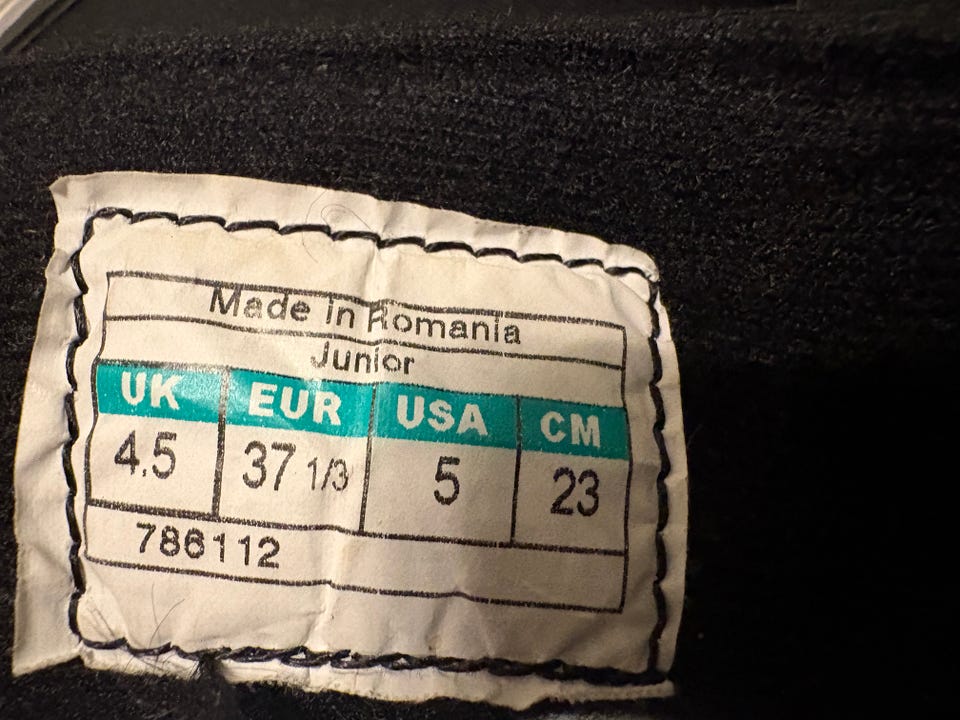 Made in Romania
Junior
UK EUR USA CM
4.5 37 1/3 5 23
786112